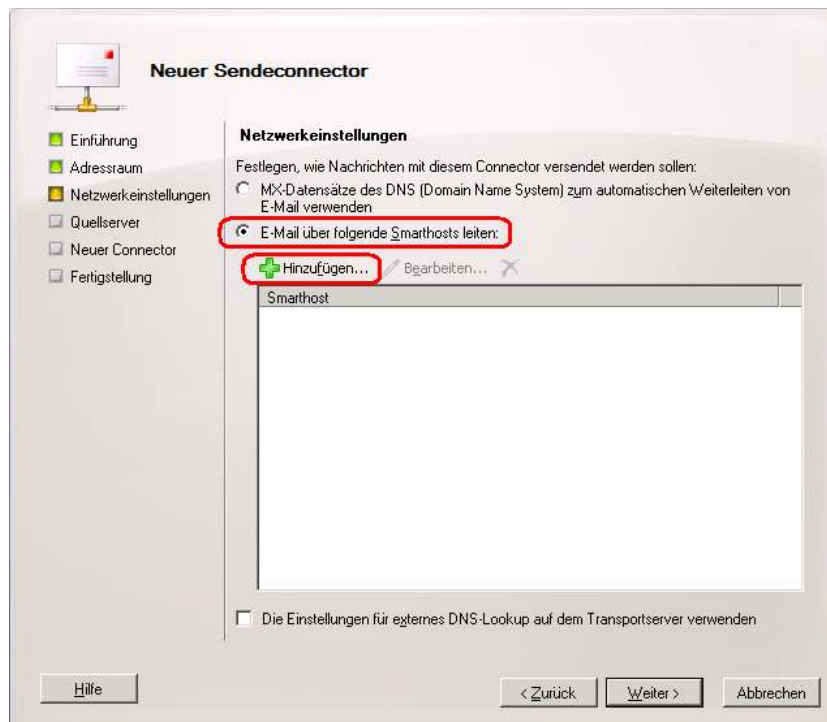 Neuer Sendeconnector
Einführung
Adressraum
Netzwerkeinstellungen
Quellserver
Neuer Connector
Fertigstellung
Netzwerkeinstellungen
Festlegen, wie Nachrichten mit diesem Connector versendet werden sollen:
MX-Datensätze des DNS (Domain Name System) zum automatischen Weiterleiten von
E-Mail verwenden
E-Mail über folgende Smarthosts leiten:
Hinzufügen... Bearbeiten...
Smarthost
Die Einstellungen für externes DNS-Lookup auf dem Transportserver verwenden
Hilfe < Zurück Weiter > Abbrechen